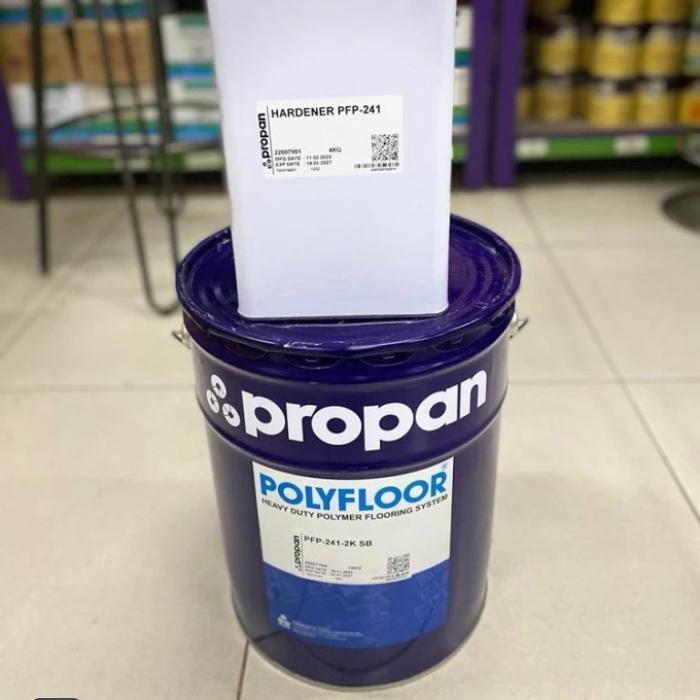 propan
HARDENER PFP-241
22007901 4KG
MFG DATE : 11.02.2022
EXP DATE : 18.01.2027
propan
POLYFLOOR®
HEAVY DUTY POLYMER FLOORING SYSTEM
propan
PFP-241-2K SB